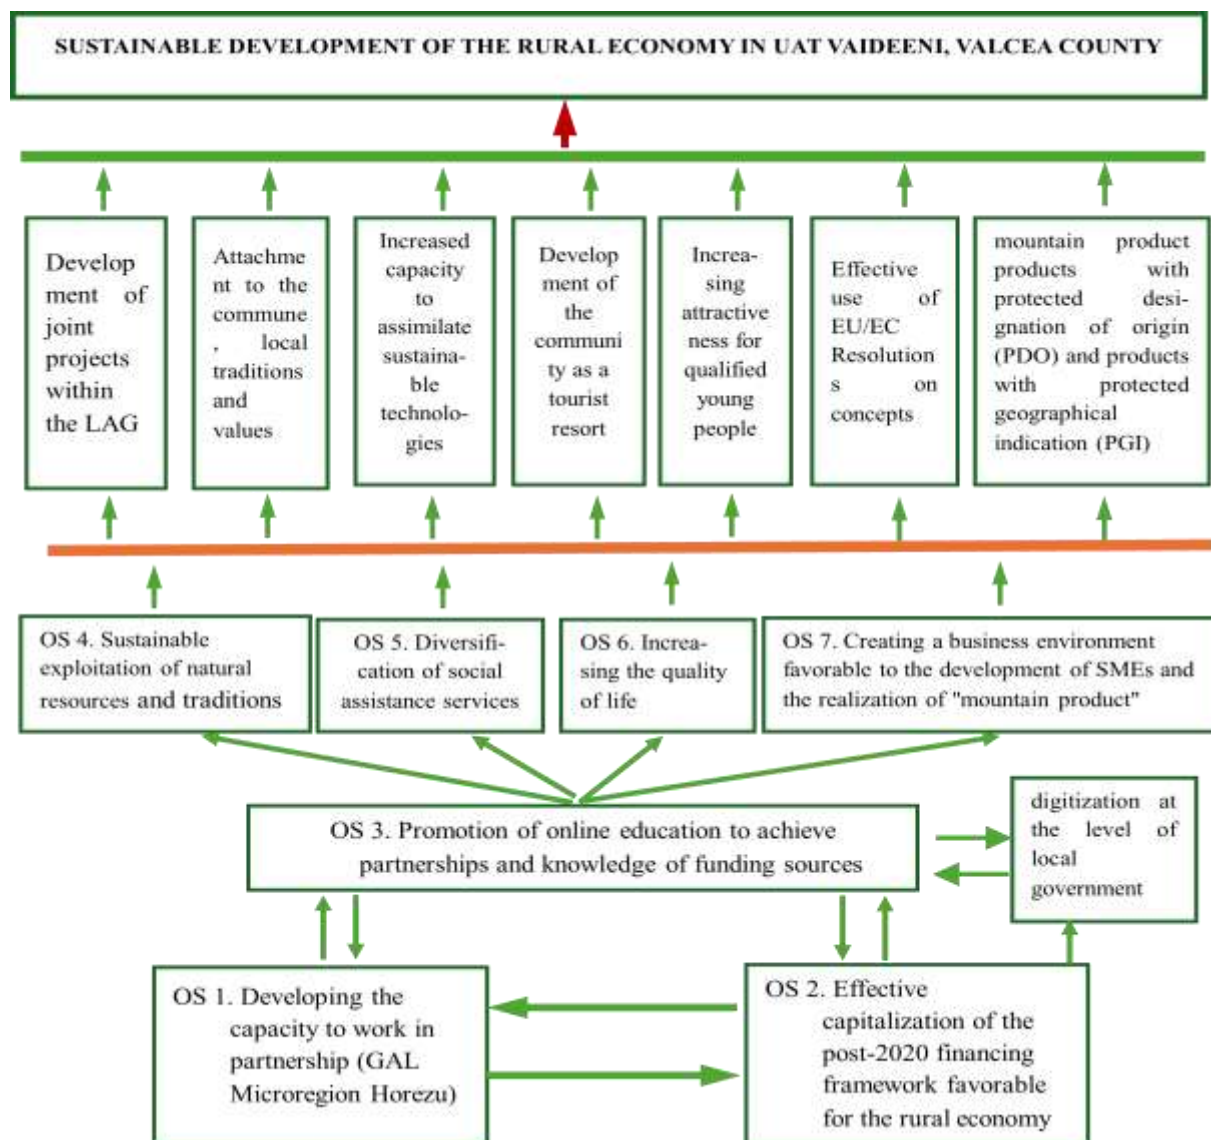 SUSTAINABLE DEVELOPMENT OF THE RURAL ECONOMY IN UAT VAIDEENI, VALCEA COUNTY
Develop
ment of
joint
projects
within
the LAG
Attachme
nt to the
commune
, local
traditions
and
values
Increased
capacity
to
assimilate
sustaina-
ble
technolo-
gies
Develop
ment of
the
communi
ty as a
tourist
resort
Increa-
sing
attractive
ness for
qualified
young
people
Effective
use of
EU/EC
Resolution
s on
concepts
mountain product
products with
protected desi-
gnation of origin
(PDO) and products
with protected
geographical
indication (PGI)
OS 4. Sustainable
exploitation of natural
resources and traditions
OS 5. Diversifi-
cation of social
assistance services
OS 6. Increa-
sing the quality
of life
OS 7. Creating a business environment
favorable to the development of SMEs and
the realization of "mountain product"
OS 3. Promotion of online education to achieve
partnerships and knowledge of funding sources
digitization at
the level of
local
government
OS 1. Developing the
capacity to work in
partnership (GAL
Microregion Horezu)
OS 2. Effective
capitalization of the
post-2020 financing
framework favorable
for the rural economy